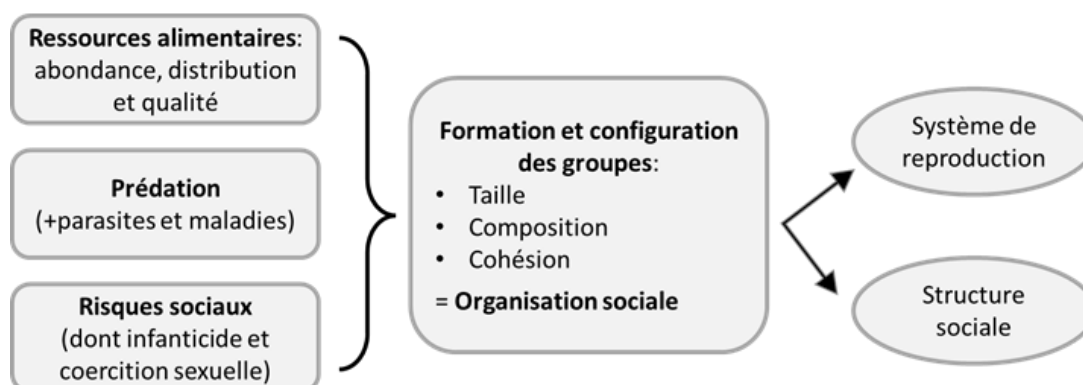 Ressources alimentaires:
abondance, distribution
et qualité
Prédation
(+parasites et maladies)
Risques sociaux
(dont infanticide et
coercition sexuelle)
Formation et configuration
des groupes:
• Taille
• Composition
• Cohésion
= Organisation sociale
Système de
reproduction
Structure
sociale